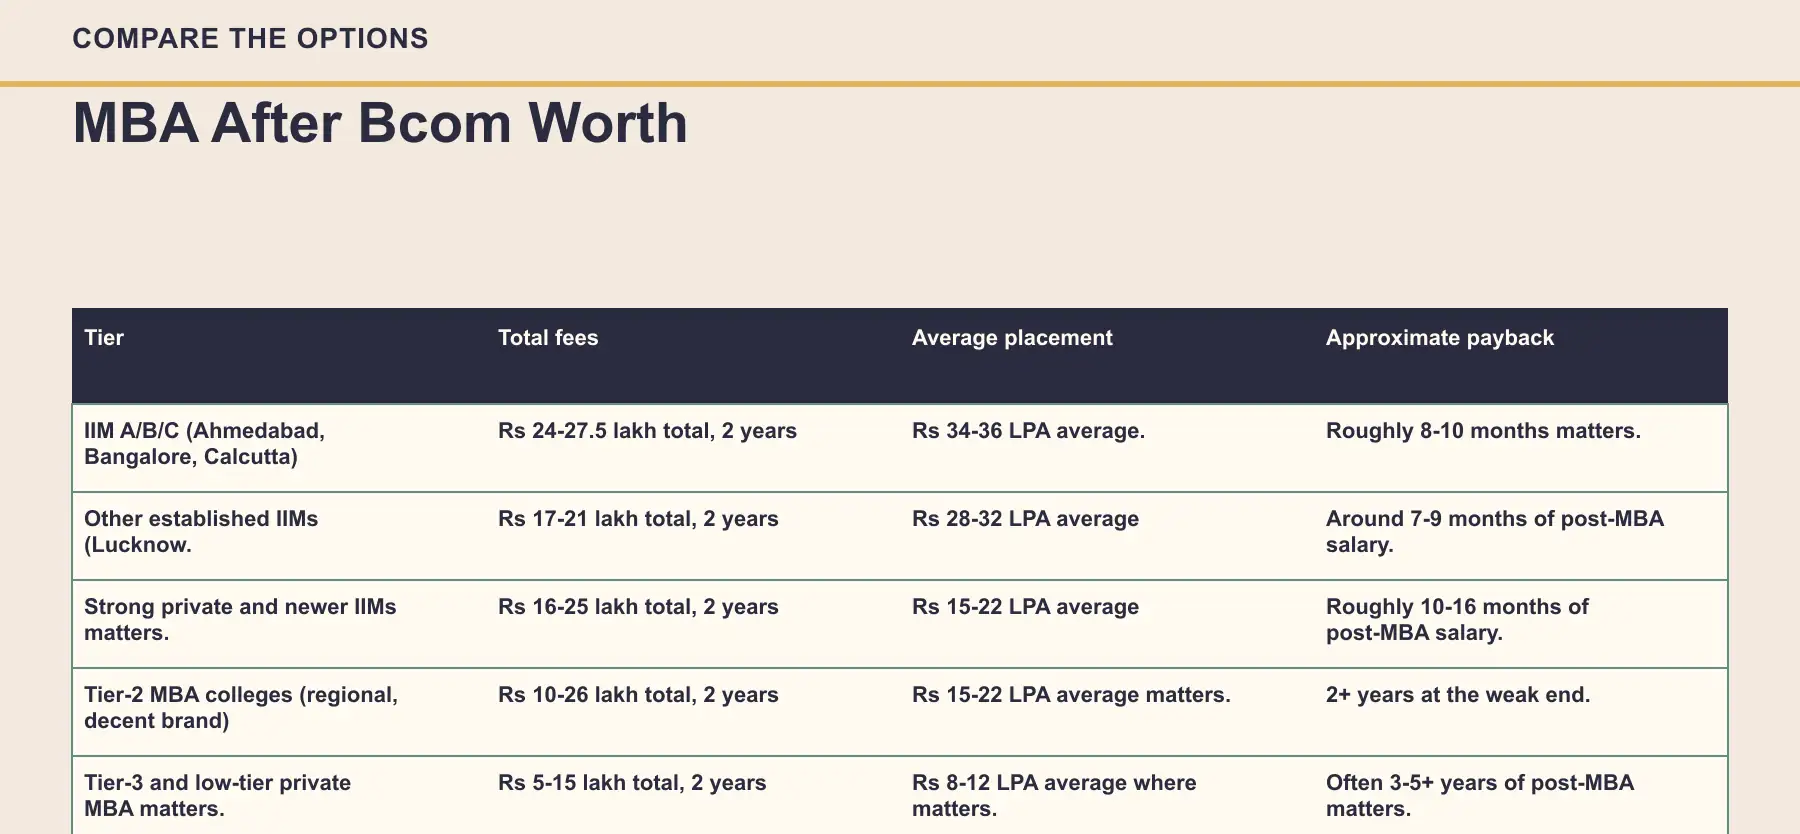 COMPARE THE OPTIONS
MBA After Bcom Worth
Tier
Total fees
Average placement
Approximate payback
IIM A/B/C (Ahmedabad,
Bangalore, Calcutta)
Rs 24-27.5 lakh total, 2 years
Rs 34-36 LPA average.
Roughly 8-10 months matters.
Other established IIMs
(Lucknow.
Rs 17-21 lakh total, 2 years
Rs 28-32 LPA average
Around 7-9 months of post-MBA
salary.
Strong private and newer IIMs
matters.
Rs 16-25 lakh total, 2 years
Rs 15-22 LPA average
Roughly 10-16 months of
post-MBA salary.
Tier-2 MBA colleges (regional,
decent brand)
Rs 10-26 lakh total, 2 years
Rs 15-22 LPA average matters.
2+ years at the weak end.
Tier-3 and low-tier private
MBA matters.
Rs 5-15 lakh total, 2 years
Rs 8-12 LPA average where
matters.
Often 3-5+ years of post-MBA
matters.